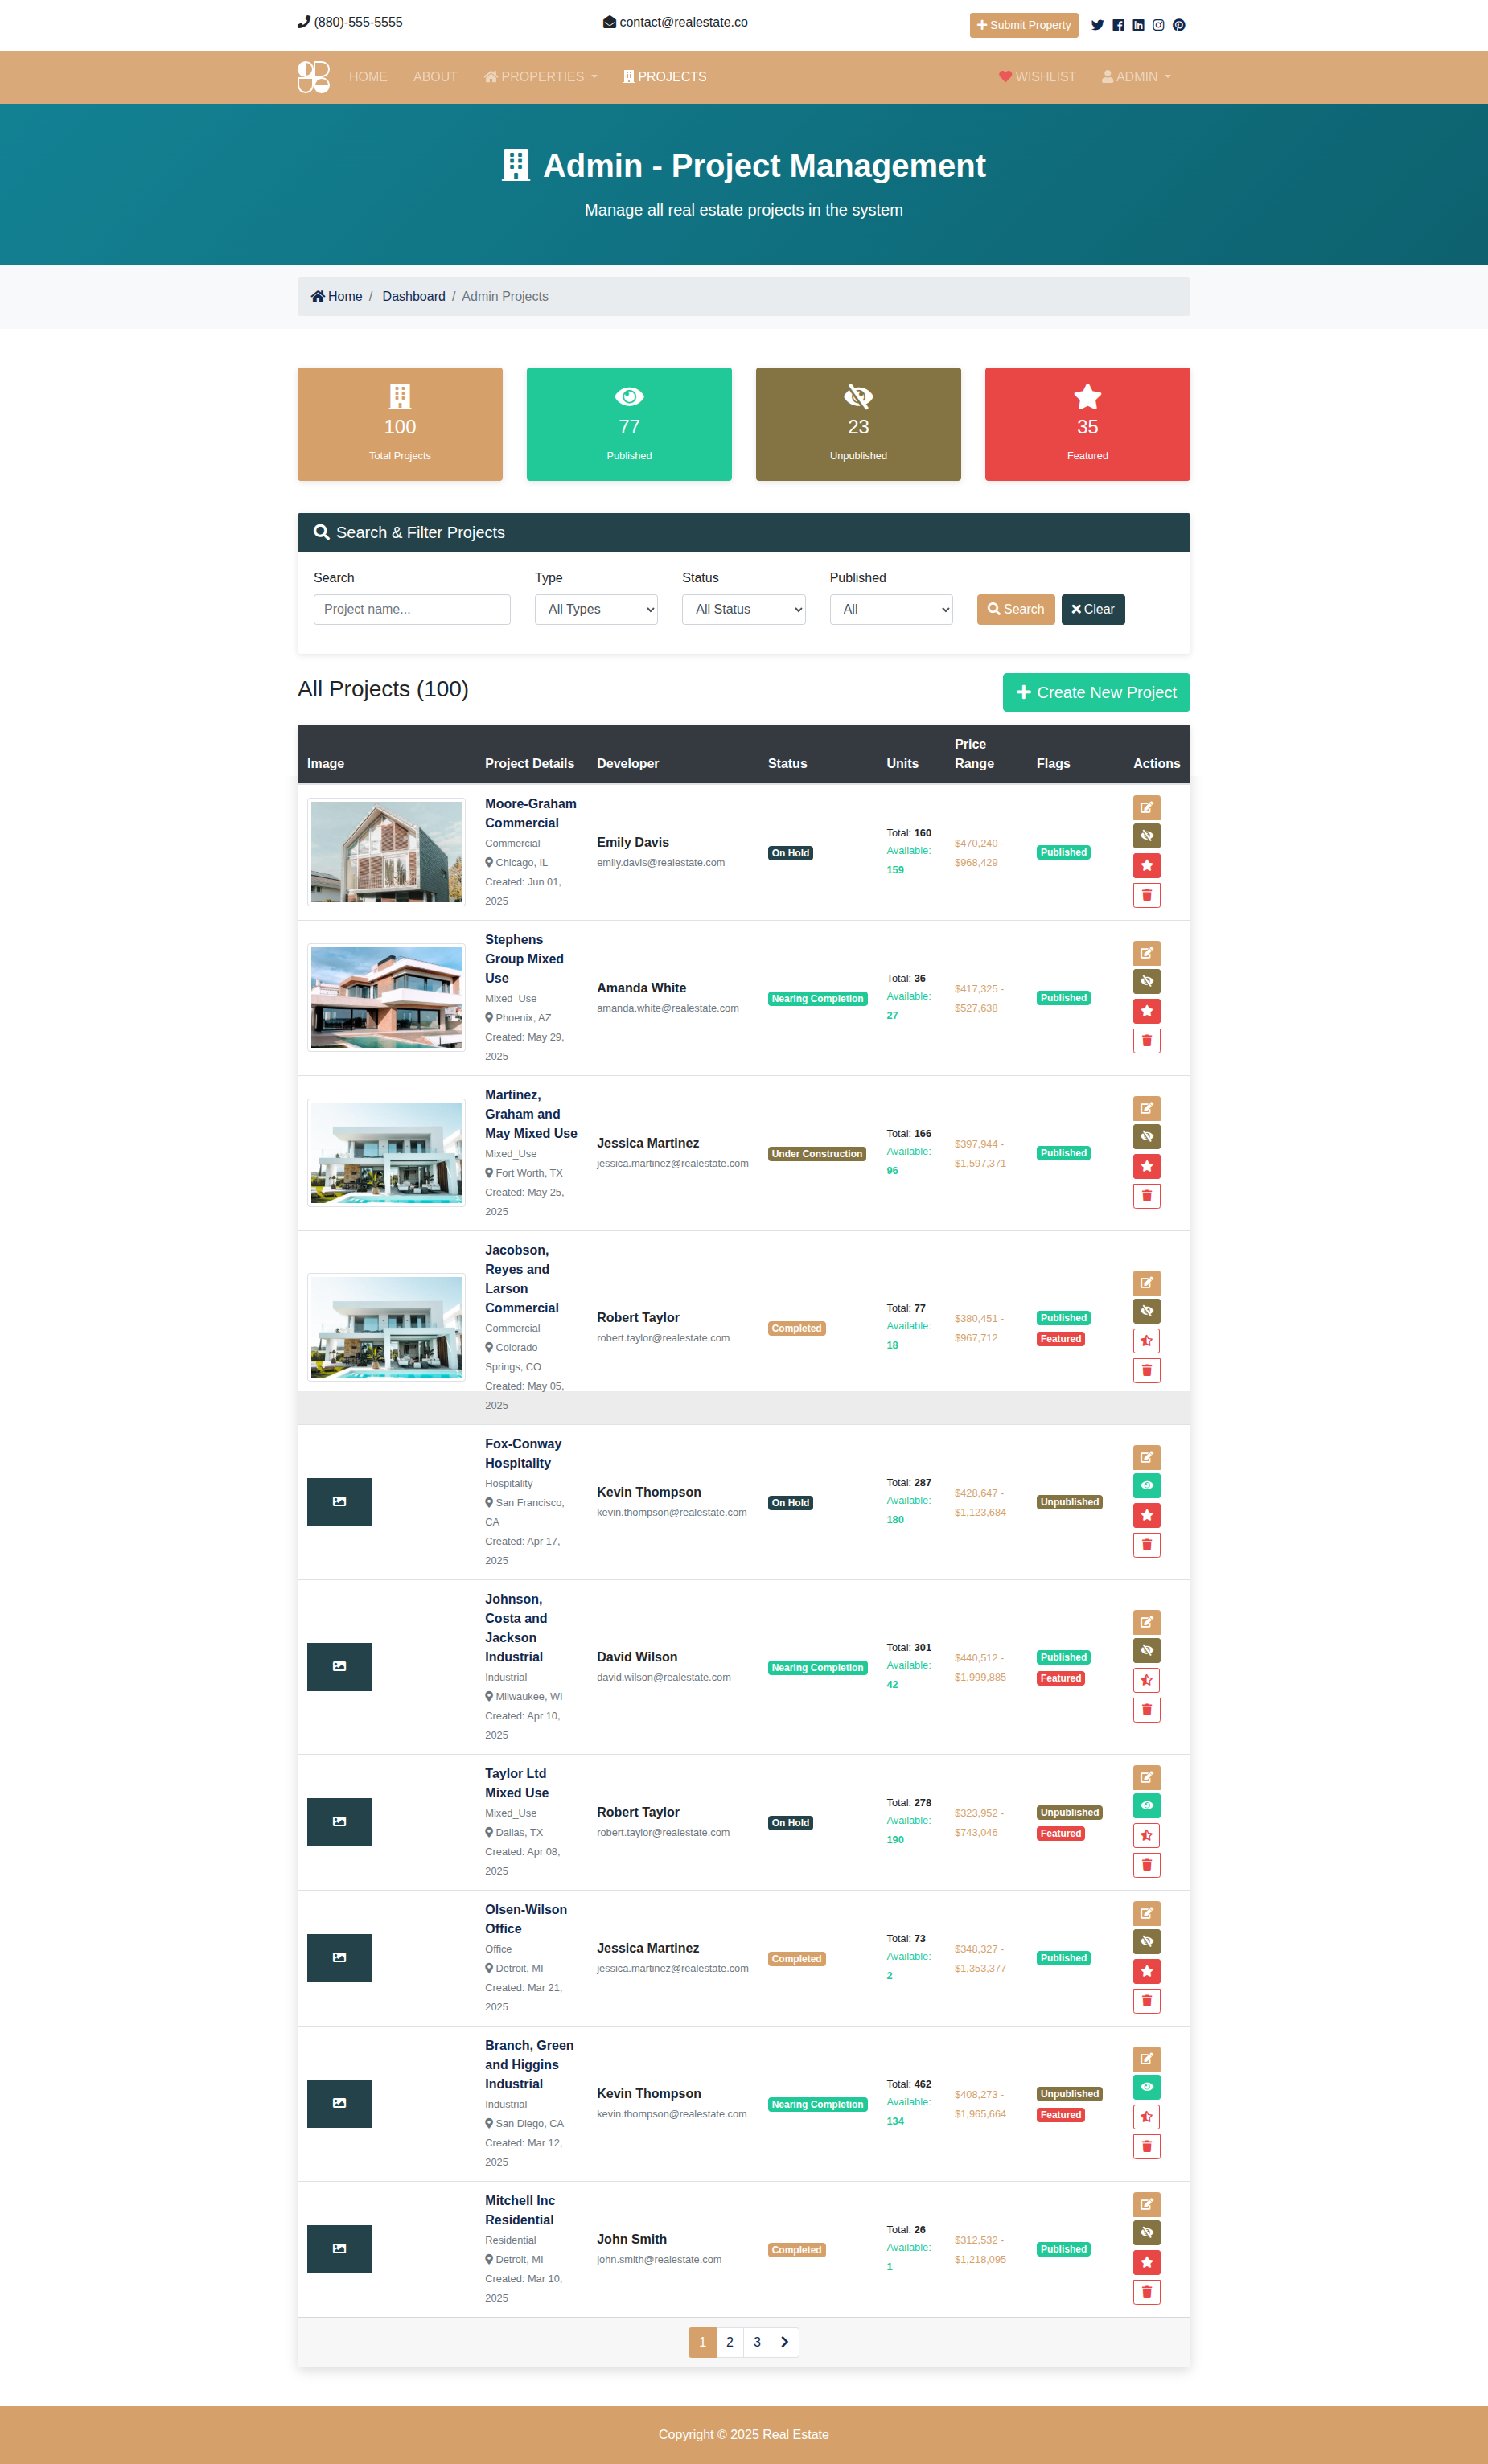 (880)-555-5555
contact@realestate.co
Submit Property
HOME
ABOUT
PROPERTIES
PROJECTS
WISHLIST
ADMIN
Admin - Project Management
Manage all real estate projects in the system
Home / Dashboard / Admin Projects
100
Total Projects
77
Published
23
Unpublished
35
Featured
Search & Filter Projects
Search
Type
Status
Published
Project name...
All Types
All Status
All
Search
Clear
All Projects (100)
Create New Project
Image
Project Details
Developer
Status
Units
Price
Range
Flags
Actions
Moore-Graham
Commercial
Commercial
Chicago, IL
Created: Jun 01,
2025
Emily Davis
emily.davis@realestate.com
On Hold
Total: 160
Available:
159
$470,240 -
$968,429
Published
Stephens
Group Mixed
Use
Mixed_Use
Phoenix, AZ
Created: May 29,
2025
Amanda White
amanda.white@realestate.com
Nearing Completion
Total: 36
Available:
27
$417,325 -
$527,638
Published
Martinez,
Graham and
May Mixed Use
Mixed_Use
Fort Worth, TX
Created: May 25,
2025
Jessica Martinez
jessica.martinez@realestate.com
Under Construction
Total: 166
Available:
96
$397,944 -
$1,597,371
Published
Jacobson,
Reyes and
Larson
Commercial
Commercial
Colorado
Springs, CO
Created: May 05,
2025
Robert Taylor
robert.taylor@realestate.com
Completed
Total: 77
Available:
18
$380,451 -
$967,712
Published
Featured
Fox-Conway
Hospitality
Hospitality
San Francisco,
CA
Created: Apr 17,
2025
Kevin Thompson
kevin.thompson@realestate.com
On Hold
Total: 287
Available:
180
$428,647 -
$1,123,684
Unpublished
Johnson,
Costa and
Jackson
Industrial
Industrial
Milwaukee, WI
Created: Apr 10,
2025
David Wilson
david.wilson@realestate.com
Nearing Completion
Total: 301
Available:
42
$440,512 -
$1,999,885
Published
Featured
Taylor Ltd
Mixed Use
Mixed_Use
Dallas, TX
Created: Apr 08,
2025
Robert Taylor
robert.taylor@realestate.com
On Hold
Total: 278
Available:
190
$323,952 -
$743,046
Unpublished
Featured
Olsen-Wilson
Office
Office
Detroit, MI
Created: Mar 21,
2025
Jessica Martinez
jessica.martinez@realestate.com
Completed
Total: 73
Available:
2
$348,327 -
$1,353,377
Published
Branch, Green
and Higgins
Industrial
Industrial
San Diego, CA
Created: Mar 12,
2025
Kevin Thompson
kevin.thompson@realestate.com
Nearing Completion
Total: 462
Available:
134
$408,273 -
$1,965,664
Unpublished
Featured
Mitchell Inc
Residential
Residential
Detroit, MI
Created: Mar 10,
2025
John Smith
john.smith@realestate.com
Completed
Total: 26
Available:
1
$312,532 -
$1,218,095
Published
1
2
3
Copyright © 2025 Real Estate